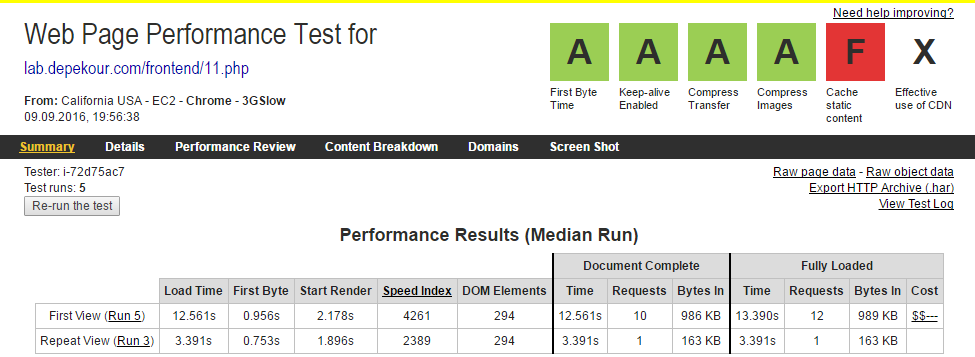 Need help improving?
Web Page Performance Test for
lab.depekour.com/frontend/11.php
From: California USA - EC2 - Chrome - 3GSlow
09.09.2016, 19:56:38
A A A A F X
First Byte Time
Keep-alive Enabled
Compress Transfer
Compress Images
Cache static content
Effective use of CDN
Summary Details Performance Review Content Breakdown Domains Screen Shot
Tester: i-72d75ac7
Test runs: 5
Re-run the test
Raw page data - Raw object data
Export HTTP Archive (.har)
View Test Log
Performance Results (Median Run)
Document Complete Fully Loaded
Load Time First Byte Start Render Speed Index DOM Elements Time Requests Bytes In Time Requests Bytes In Cost
First View (Run 5) 12.561s 0.956s 2.178s 4261 294 12.561s 10 986 KB 13.390s 12 989 KB $$---
Repeat View (Run 3) 3.391s 0.753s 1.896s 2389 294 3.391s 1 163 KB 3.391s 1 163 KB